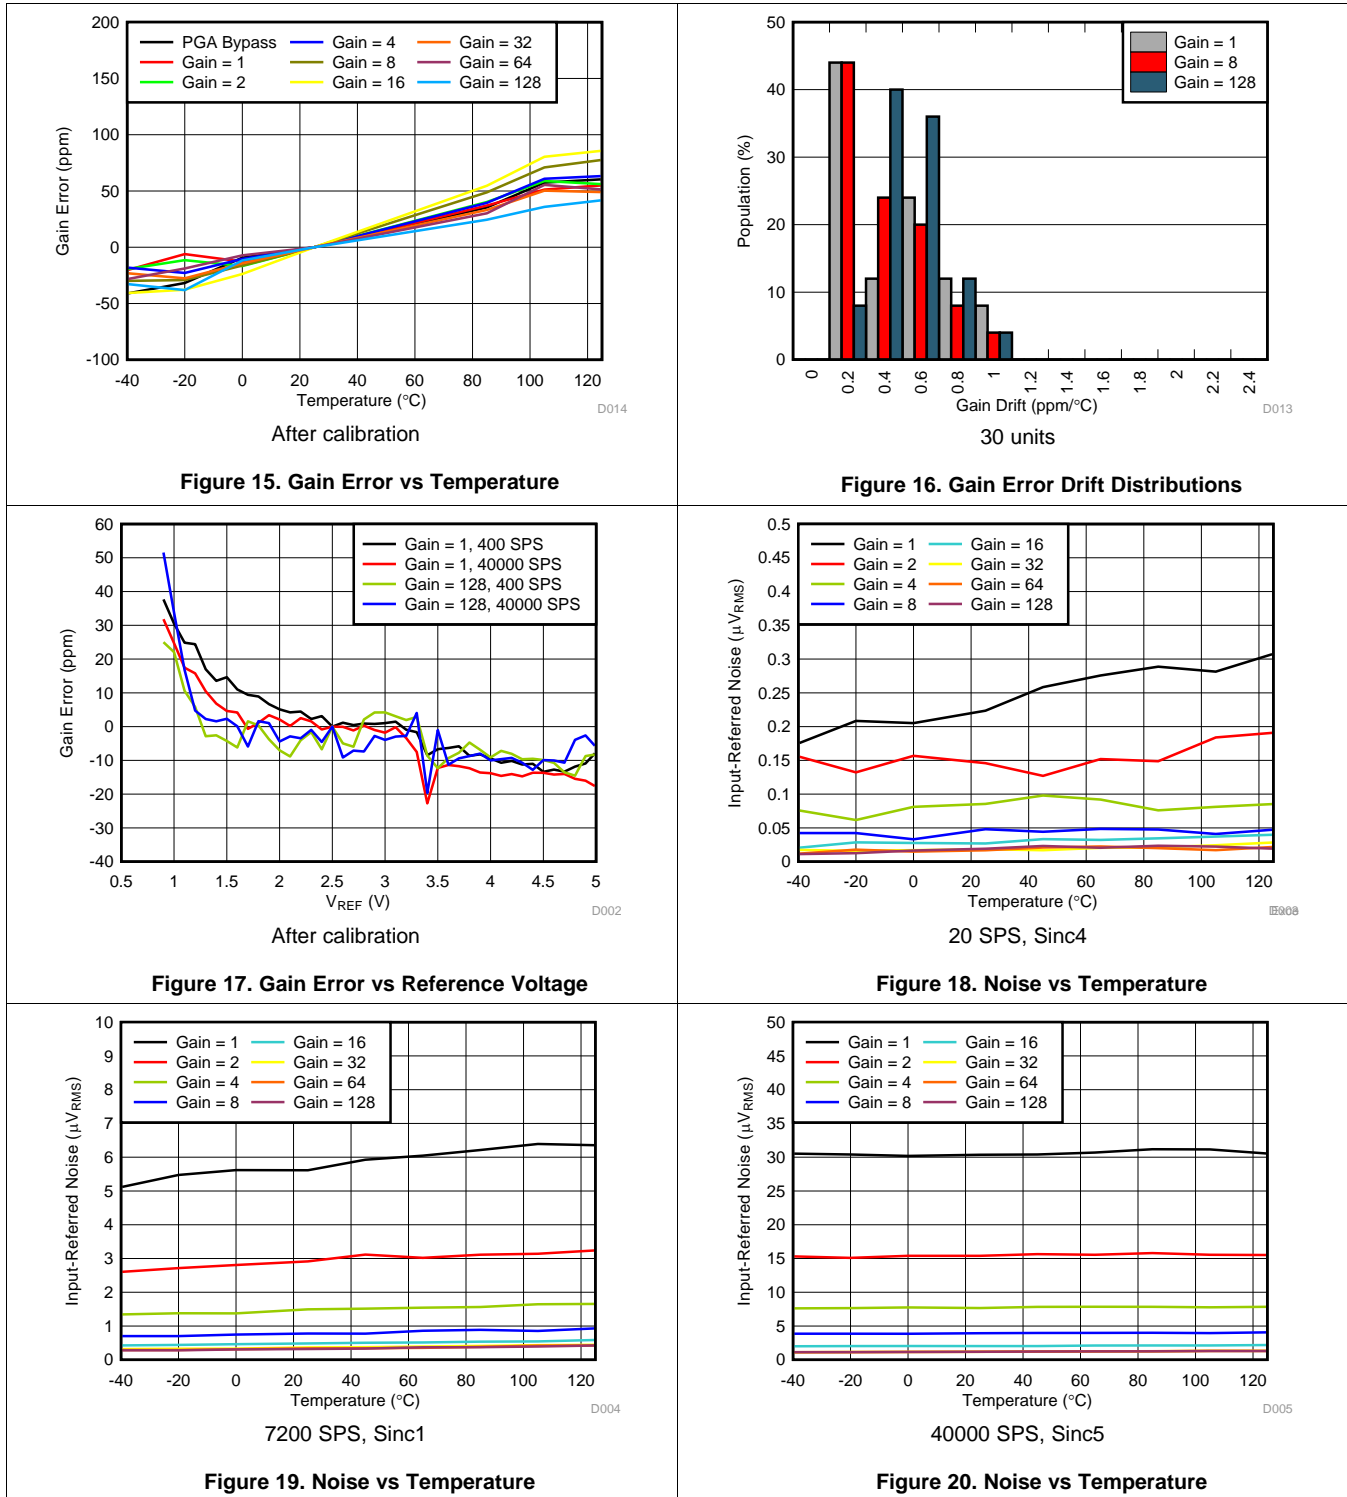 200
150
100
50
0
-50
-100
-40 -20 0 20 40 60 80 100 120
Gain Error (ppm)
Temperature (°C)
PGA Bypass
Gain = 1
Gain = 2
Gain = 4
Gain = 8
Gain = 16
Gain = 32
Gain = 64
Gain = 128
D014
After calibration
Figure 15. Gain Error vs Temperature
50
40
30
20
10
0
0 0.2 0.4 0.6 0.8 1 1.2 1.4 1.6 1.8 2 2.2 2.4
Population (%)
Gain Drift (ppm/°C)
Gain = 1
Gain = 8
Gain = 128
D013
30 units
Figure 16. Gain Error Drift Distributions
60
50
40
30
20
10
0
-10
-20
-30
-40
0.5 1 1.5 2 2.5 3 3.5 4 4.5 5
Gain Error (ppm)
VREF (V)
Gain = 1, 400 SPS
Gain = 1, 40000 SPS
Gain = 128, 400 SPS
Gain = 128, 40000 SPS
D002
After calibration
Figure 17. Gain Error vs Reference Voltage
0.5
0.45
0.4
0.35
0.3
0.25
0.2
0.15
0.1
0.05
0
-40 -20 0 20 40 60 80 100 120
Input-Referred Noise (µVRMS)
Temperature (°C)
Gain = 1
Gain = 2
Gain = 4
Gain = 8
Gain = 16
Gain = 32
Gain = 64
Gain = 128
20 SPS, Sinc4
Figure 18. Noise vs Temperature
10
9
8
7
6
5
4
3
2
1
0
-40 -20 0 20 40 60 80 100 120
Input-Referred Noise (µVRMS)
Temperature (°C)
Gain = 1
Gain = 2
Gain = 4
Gain = 8
Gain = 16
Gain = 32
Gain = 64
Gain = 128
D004
7200 SPS, Sinc1
Figure 19. Noise vs Temperature
50
45
40
35
30
25
20
15
10
5
0
-40 -20 0 20 40 60 80 100 120
Input-Referred Noise (µVRMS)
Temperature (°C)
Gain = 1
Gain = 2
Gain = 4
Gain = 8
Gain = 16
Gain = 32
Gain = 64
Gain = 128
D005
40000 SPS, Sinc5
Figure 20. Noise vs Temperature